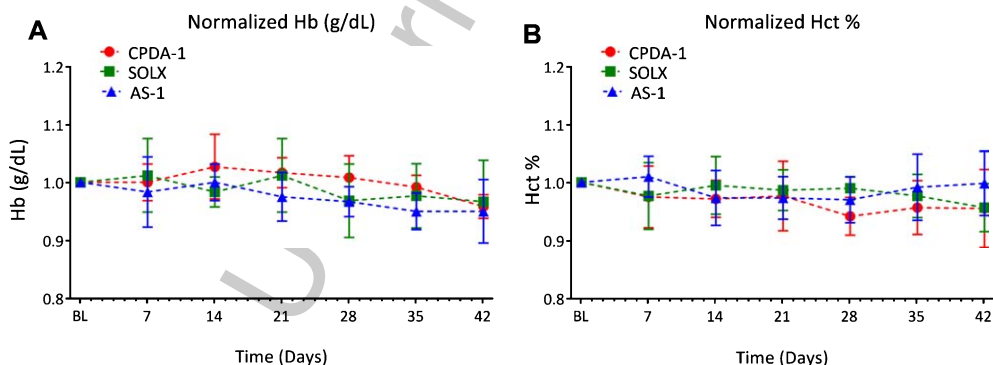 A
Normalized Hb (g/dL)
CPDA-1
SOLX
AS-1
1.2
1.1
1.0
0.9
0.8
Hb (g/dL)
BL 7 14 21 28 35 42
Time (Days)
B
Normalized Hct %
CPDA-1
SOLX
AS-1
1.2
1.1
1.0
0.9
0.8
Hct %
BL 7 14 21 28 35 42
Time (Days)